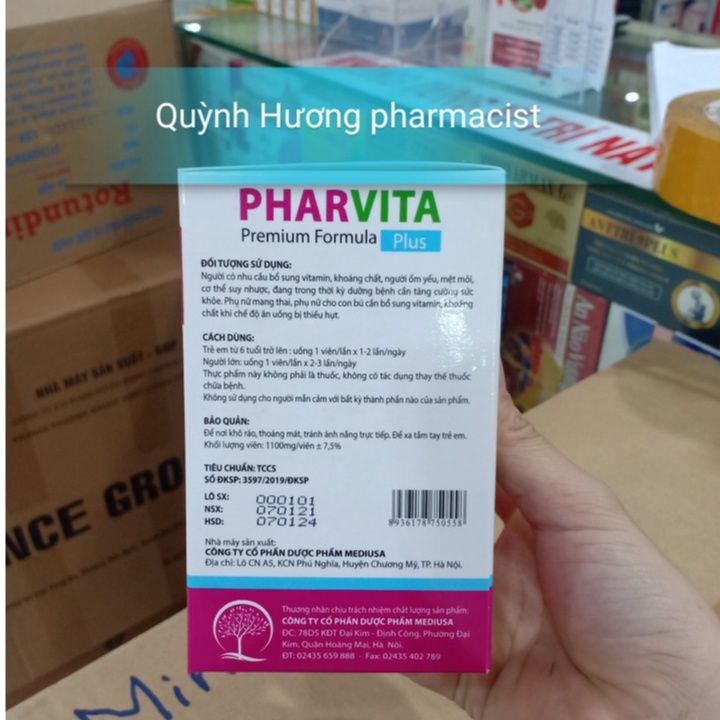 Quỳnh Hương pharmacist
PHARVITA
Premium Formula Plus
ĐỐI TƯỢNG SỬ DỤNG:
Người có nhu cầu bổ sung vitamin, khoáng chất, người ốm yếu, mệt mỏi,
cơ thể suy nhược, đang trong thời kỳ dưỡng bệnh cần tăng cường sức
khỏe. Phụ nữ mang thai, phụ nữ cho con bú cần bổ sung vitamin, khoáng
chất khi chế độ ăn uống bị thiếu hụt.
CÁCH DÙNG:
Trẻ em từ 6 tuổi trở lên : uống 1 viên/lần x 1-2 lần/ngày
Người lớn: uống 1 viên/lần x 2-3 lần/ngày
Thực phẩm này không phải là thuốc, không có tác dụng thay thế thuốc
chữa bệnh.
Không sử dụng cho người mẫn cảm với bất kỳ thành phần nào của sản phẩm.
BẢO QUẢN:
Để nơi khô ráo, thoáng mát, tránh ánh nắng trực tiếp. Để xa tầm tay trẻ em.
Khối lượng viên: 1100mg/viên ± 7,5%
TIÊU CHUẨN: TCCS
SỐ ĐKSP: 3597/2019/ĐKSP
LÔ SX: 000101
NSX: 070121
HSD: 070124
8936178750558
Nhà máy sản xuất:
CÔNG TY CỔ PHẦN DƯỢC PHẨM MEDIUSA
Địa chỉ: Lô CN A5, KCN Phú Nghĩa, Huyện Chương Mỹ, TP. Hà Nội.
Thương nhân chịu trách nhiệm chất lượng sản phẩm:
CÔNG TY CỔ PHẦN DƯỢC PHẨM MEDIUSA
ĐC: 78D5 KĐT Đại Kim - Định Công, Phường Đại
Kim, Quận Hoàng Mai, Hà Nội.
ĐT: 02435 659 888 - Fax: 02435 402 789
Rotundin
NHÀ MÁY SẢN XUẤT - GMP
NCE GRO
TRÍ NÃ
ANTTRI-9PLUS